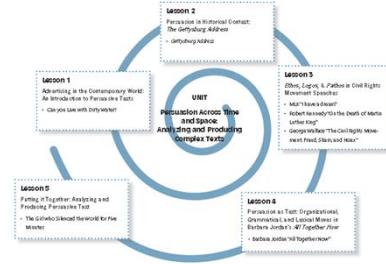 Lesson 2
Persuasion in Historical Context:
The Gettysburg Address
• Gettysburg Address
Lesson 1
Advertising in the Contemporary World:
An Introduction to Persuasive Texts
• Can you Live with Dirty Water?
Lesson 3
Ethos, Logos, & Pathos in Civil Rights
Movement Speeches
• MLK "I have a dream"
• Robert Kennedy "On the Death of Martin
Luther King"
• George Wallace "The Civil Rights Move-
ment Fraud, Sham, and Hoax"
UNIT
Persuasion Across Time
and Space:
Analyzing and Producing
Complex Texts
Lesson 5
Putting it Together: Analyzing and
Producing Persuasive Text
• The Girl who Silenced the World for Five
Minutes
Lesson 4
Persuasion as Text: Organizational,
Grammatical, and Lexical Moves in
Barbara Jordan's All Together Now
• Barbara Jordan "All Together Now"